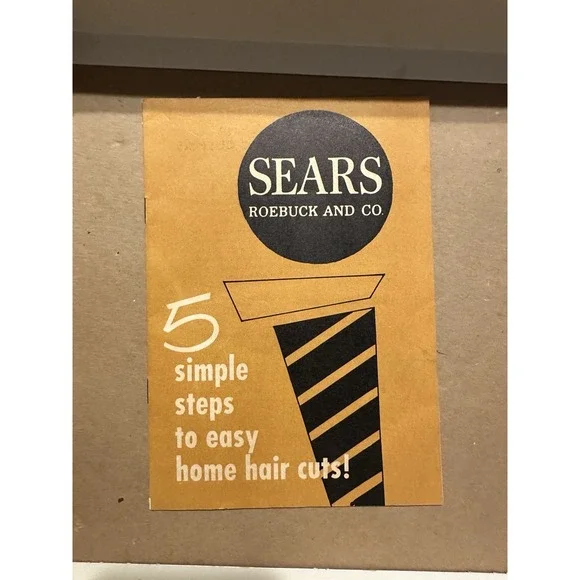 SEARS
ROEBUCK AND CO.
5
simple
steps
to easy
home hair cuts!